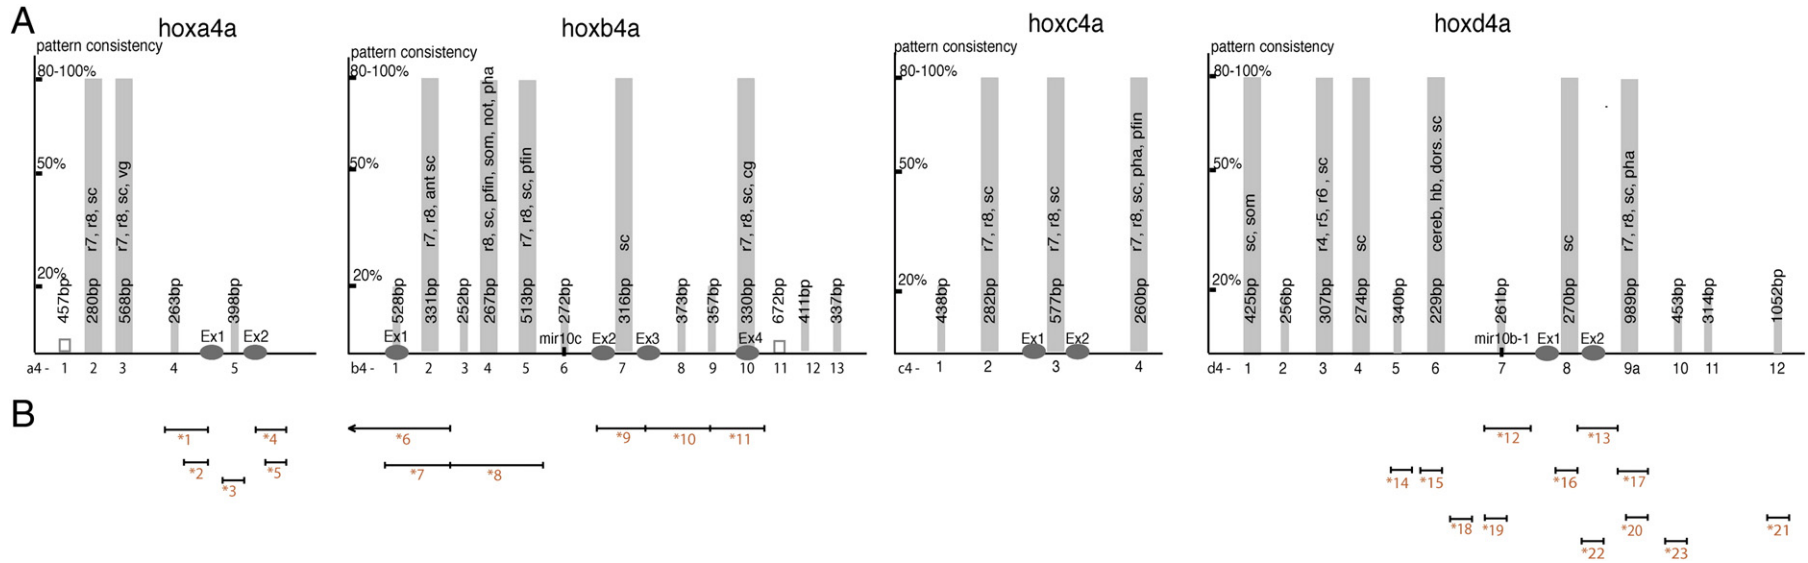 A
hoxa4a
hoxb4a
hoxc4a
hoxd4a
pattern consistency
80-100%
50%
20%
457bp
280bp r7, r8, sc
568bp r7, r8, sc, vg
263bp
398bp
Ex1
Ex2
a4 - 1 2 3 4 5
pattern consistency
80-100%
50%
20%
528bp
331bp r7, r8, ant sc
252bp
267bp r8, sc, pfin, som, not, pha
513bp r7, r8, sc, pfin
272bp
316bp sc
373bp
357bp
330bp r7, r8, sc, cg
672bp
411bp
337bp
Ex1
mir10c
Ex2
Ex3
Ex4
b4 - 1 2 3 4 5 6 7 8 9 10 11 12 13
pattern consistency
80-100%
50%
20%
438bp
282bp r7, r8, sc
577bp r7, r8, sc
260bp r7, r8, sc, pha, pfin
Ex1
Ex2
c4 - 1 2 3 4
pattern consistency
80-100%
50%
20%
425bp sc, som
256bp
307bp r4, r5, r6 , sc
274bp sc
340bp
229bp cereb, hb, dors. sc
261bp
270bp sc
989bp r7, r8, sc, pha
453bp
314bp
1052bp
mir10b-1
Ex1
Ex2
d4 - 1 2 3 4 5 6 7 8 9a 10 11 12
B
*1 *4 *6 *9 *10 *11 *12 *13
*2 *5 *7 *8 *14 *15 *16 *17
*3
*18 *19 *20 *21
*22 *23